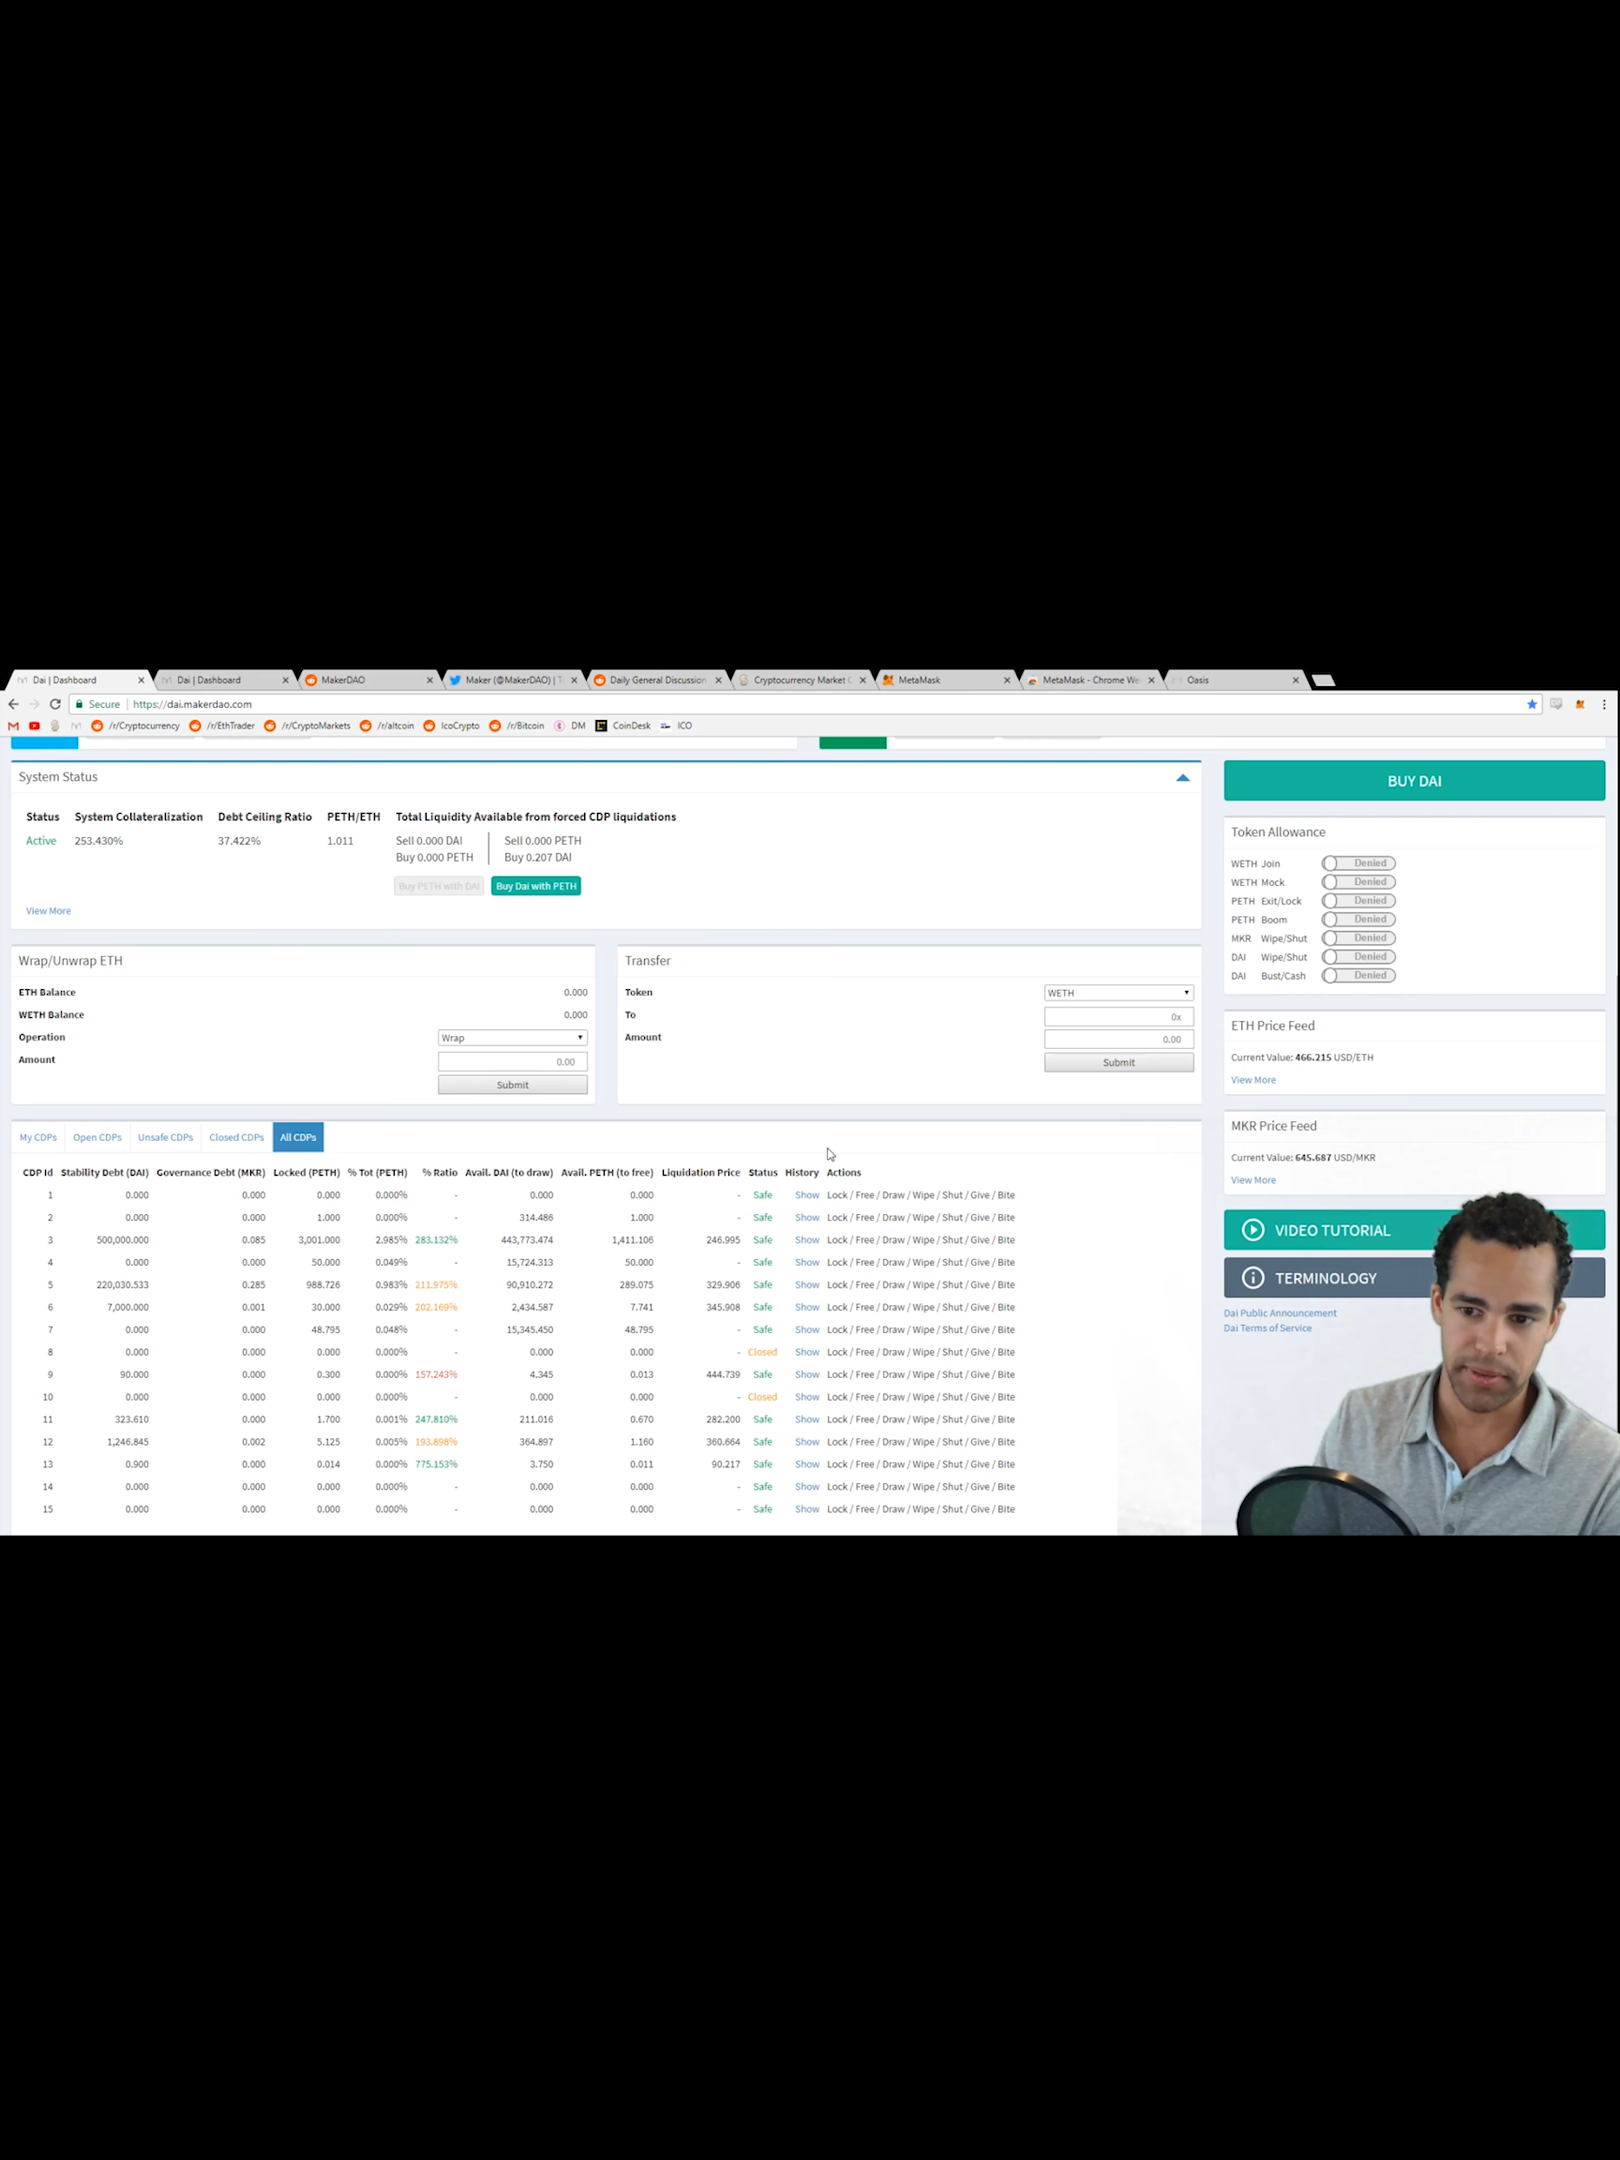 Dai | Dashboard
Dai | Dashboard
MakerDAO
Maker (@MakerDAO) | T
Daily General Discussion
Cryptocurrency Market C
MetaMask
MetaMask - Chrome We
Oasis
Secure | https://dai.makerdao.com
/r/Cryptocurrency /r/EthTrader /r/CryptoMarkets /r/altcoin IcoCrypto /r/Bitcoin DM CoinDesk ICO
System Status
Status System Collateralization Debt Ceiling Ratio PETH/ETH Total Liquidity Available from forced CDP liquidations
Active 253.430% 37.422% 1.011 Sell 0.000 DAI Sell 0.000 PETH
Buy 0.000 PETH Buy 0.207 DAI
Buy PETH with DAI Buy Dai with PETH
View More
Wrap/Unwrap ETH
ETH Balance 0.000
WETH Balance 0.000
Operation Wrap
Amount 0.00
Submit
Transfer
Token WETH
To 0x
Amount 0.00
Submit
My CDPs Open CDPs Unsafe CDPs Closed CDPs All CDPs
CDP Id Stability Debt (DAI) Governance Debt (MKR) Locked (PETH) % Tot (PETH) % Ratio Avail. DAI (to draw) Avail. PETH (to free) Liquidation Price Status History Actions
1 0.000 0.000 0.000 0.000% - 0.000 0.000 - Safe Show Lock / Free / Draw / Wipe / Shut / Give / Bite
2 0.000 0.000 1.000 0.000% - 314.486 1.000 - Safe Show Lock / Free / Draw / Wipe / Shut / Give / Bite
3 500,000.000 0.085 3,001.000 2.985% 283.132% 443,773.474 1,411.106 246.995 Safe Show Lock / Free / Draw / Wipe / Shut / Give / Bite
4 0.000 0.000 50.000 0.049% - 15,724.313 50.000 - Safe Show Lock / Free / Draw / Wipe / Shut / Give / Bite
5 220,030.533 0.285 988.726 0.983% 211.975% 90,910.272 289.075 329.906 Safe Show Lock / Free / Draw / Wipe / Shut / Give / Bite
6 7,000.000 0.001 30.000 0.029% 202.169% 2,434.587 7.741 345.908 Safe Show Lock / Free / Draw / Wipe / Shut / Give / Bite
7 0.000 0.000 48.795 0.048% - 15,345.450 48.795 - Safe Show Lock / Free / Draw / Wipe / Shut / Give / Bite
8 0.000 0.000 0.000 0.000% - 0.000 0.000 - Closed Show Lock / Free / Draw / Wipe / Shut / Give / Bite
9 90.000 0.000 0.300 0.000% 157.243% 4.345 0.013 444.739 Safe Show Lock / Free / Draw / Wipe / Shut / Give / Bite
10 0.000 0.000 0.000 0.000% - 0.000 0.000 - Closed Show Lock / Free / Draw / Wipe / Shut / Give / Bite
11 323.610 0.000 1.700 0.001% 247.810% 211.016 0.670 282.200 Safe Show Lock / Free / Draw / Wipe / Shut / Give / Bite
12 1,246.845 0.002 5.125 0.005% 193.898% 364.897 1.160 360.664 Safe Show Lock / Free / Draw / Wipe / Shut / Give / Bite
13 0.900 0.000 0.014 0.000% 775.153% 3.750 0.011 90.217 Safe Show Lock / Free / Draw / Wipe / Shut / Give / Bite
14 0.000 0.000 0.000 0.000% - 0.000 0.000 - Safe Show Lock / Free / Draw / Wipe / Shut / Give / Bite
15 0.000 0.000 0.000 0.000% - 0.000 0.000 - Safe Show Lock / Free / Draw / Wipe / Shut / Give / Bite
BUY DAI
Token Allowance
WETH Join Denied
WETH Mock Denied
PETH Exit/Lock Denied
PETH Boom Denied
MKR Wipe/Shut Denied
DAI Wipe/Shut Denied
DAI Bust/Cash Denied
ETH Price Feed
Current Value: 466.215 USD/ETH
View More
MKR Price Feed
Current Value: 645.687 USD/MKR
View More
VIDEO TUTORIAL
TERMINOLOGY
Dai Public Announcement
Dai Terms of Service